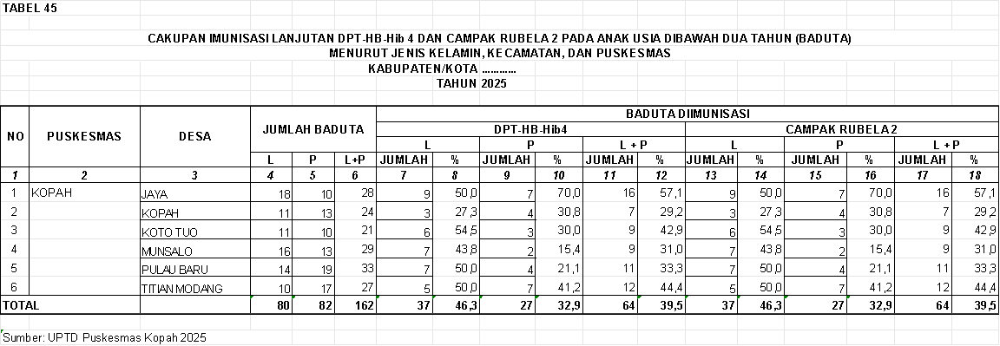 TABEL 45
CAKUPAN IMUNISASI LANJUTAN DPT-HB-Hib 4 DAN CAMPAK RUBELA 2 PADA ANAK USIA DIBAWAH DUA TAHUN (BADUTA)
MENURUT JENIS KELAMIN, KECAMATAN, DAN PUSKESMAS
KABUPATEN/KOTA ............
TAHUN 2025
NO PUSKESMAS DESA JUMLAH BADUTA BADUTA DIIMUNISASI
DPT-HB-Hib4 CAMPAK RUBELA 2
L P L + P L P L + P
L P L+P JUMLAH % JUMLAH % JUMLAH % JUMLAH % JUMLAH % JUMLAH %
1 2 3 4 5 6 7 8 9 10 11 12 13 14 15 16 17 18
1 KOPAH JAYA 18 10 28 9 50,0 7 70,0 16 57,1 9 50,0 7 70,0 16 57,1
2 KOPAH 11 13 24 3 27,3 4 30,8 7 29,2 3 27,3 4 30,8 7 29,2
3 KOTO TUO 11 10 21 6 54,5 3 30,0 9 42,9 6 54,5 3 30,0 9 42,9
4 MUNSALO 16 13 29 7 43,8 2 15,4 9 31,0 7 43,8 2 15,4 9 31,0
5 PULAU BARU 14 19 33 7 50,0 4 21,1 11 33,3 7 50,0 4 21,1 11 33,3
6 TITIAN MODANG 10 17 27 5 50,0 7 41,2 12 44,4 5 50,0 7 41,2 12 44,4
TOTAL 80 82 162 37 46,3 27 32,9 64 39,5 37 46,3 27 32,9 64 39,5
Sumber: UPTD Puskesmas Kopah 2025